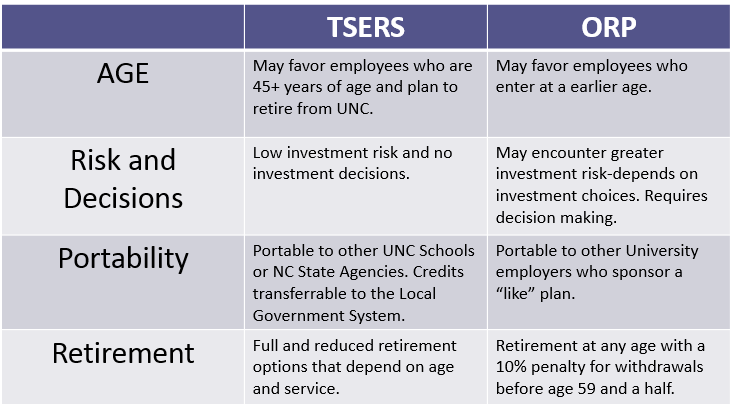 TSERS
ORP
AGE
May favor employees who are
45+ years of age and plan to
retire from UNC.
May favor employees who
enter at a earlier age.
Risk and
Decisions
Low investment risk and no
investment decisions.
May encounter greater
investment risk-depends on
investment choices. Requires
decision making.
Portability
Portable to other UNC Schools
or NC State Agencies. Credits
transferrable to the Local
Government System.
Portable to other University
employers who sponsor a
“like” plan.
Retirement
Full and reduced retirement
options that depend on age
and service.
Retirement at any age with a
10% penalty for withdrawals
before age 59 and a half.